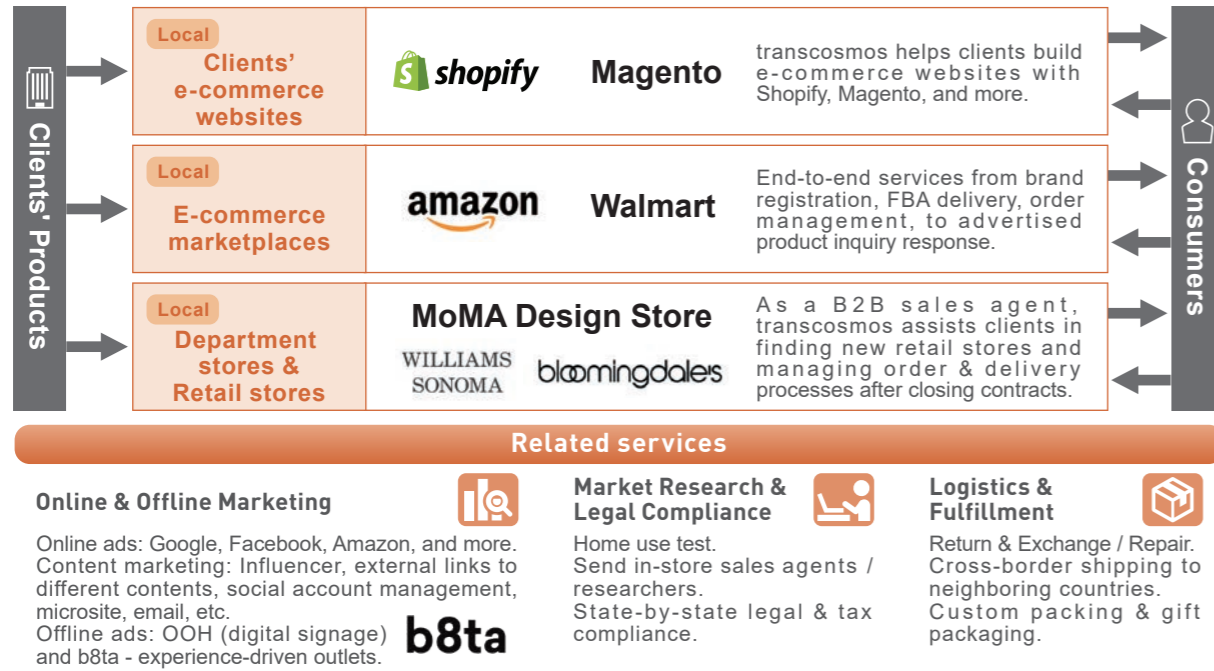 Clients' Products
Local
Clients'
e-commerce
websites
shopify
Magento
transcosmos helps clients build
e-commerce websites with
Shopify, Magento, and more.
Local
E-commerce
marketplaces
amazon
Walmart
End-to-end services from brand
registration, FBA delivery, order
management, to advertised
product inquiry response.
Local
Department
stores &
Retail stores
MoMA Design Store
WILLIAMS
SONOMA
bloomingdale's
As a B2B sales agent,
transcosmos assists clients in
finding new retail stores and
managing order & delivery
processes after closing contracts.
Consumers
Related services
Online & Offline Marketing
Online ads: Google, Facebook, Amazon, and more.
Content marketing: Influencer, external links to
different contents, social account management,
microsite, email, etc.
Offline ads: OOH (digital signage)
and b8ta - experience-driven outlets.
b8ta
Market Research &
Legal Compliance
Home use test.
Send in-store sales agents /
researchers.
State-by-state legal & tax
compliance.
Logistics &
Fulfillment
Return & Exchange / Repair.
Cross-border shipping to
neighboring countries.
Custom packing & gift
packaging.